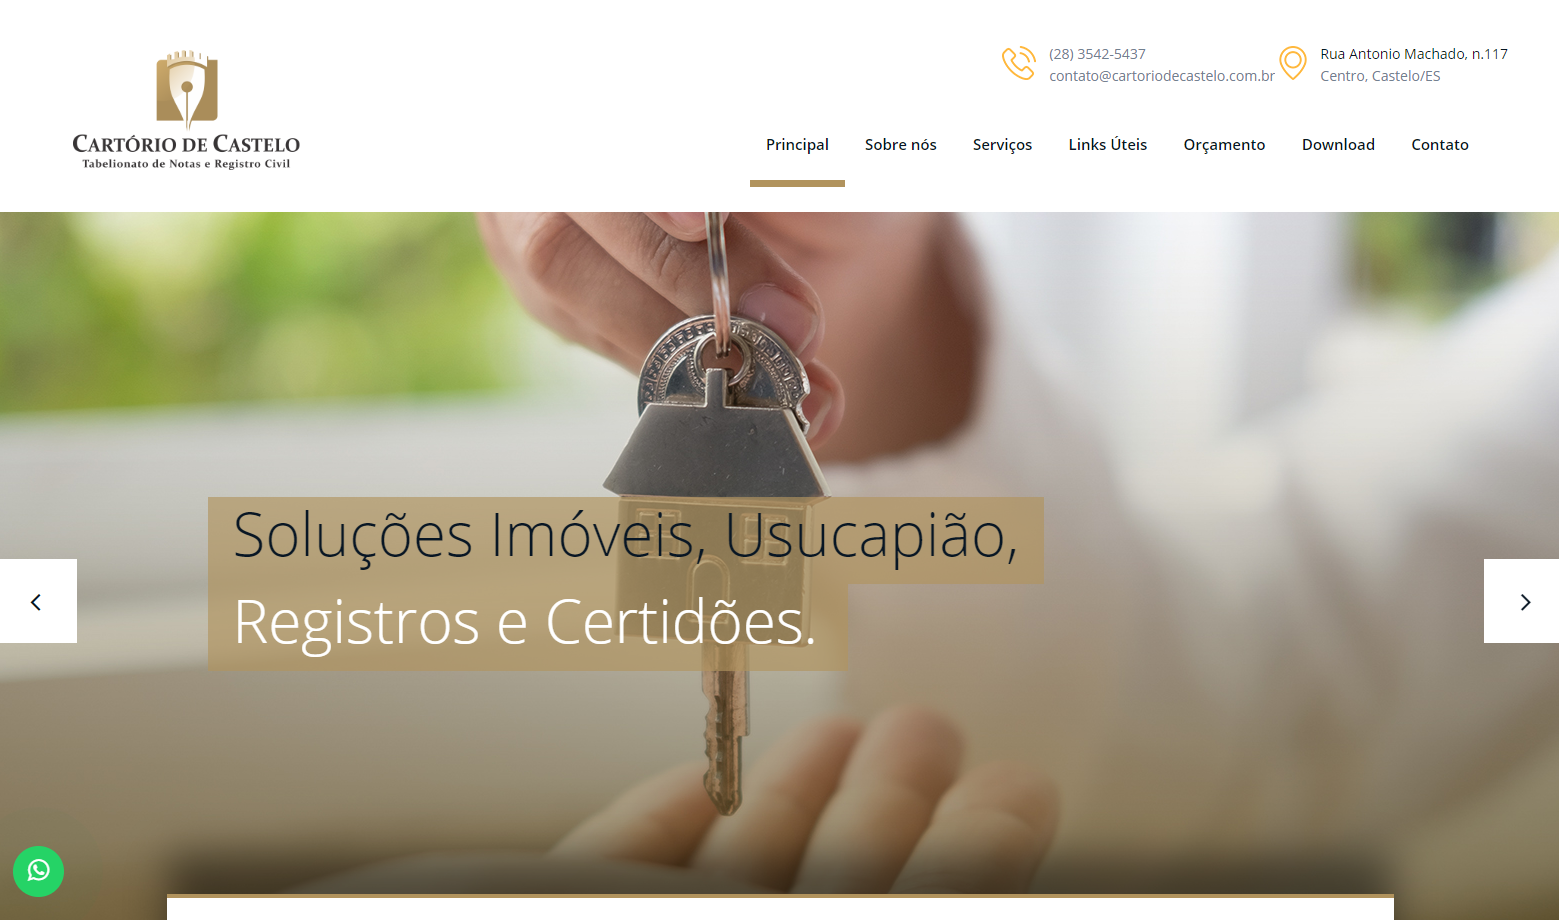 CARTÓRIO DE CASTELO
Tabelionato de Notas e Registro Civil
(28) 3542-5437
contato@cartoriodecastelo.com.br
Rua Antonio Machado, n.117
Centro, Castelo/ES
Principal
Sobre nós
Serviços
Links Úteis
Orçamento
Download
Contato
Soluções Imóveis, Usucapião,
Registros e Certidões.